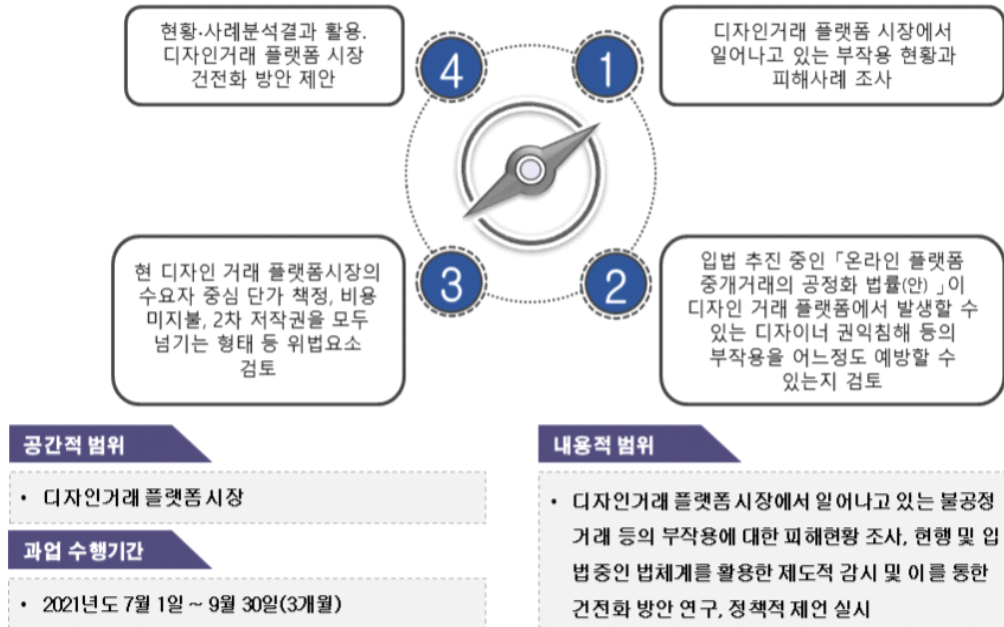 현황·사례분석결과 활용.
디자인거래 플랫폼 시장
건전화 방안 제안
4
1
디자인거래 플랫폼 시장에서
일어나고 있는 부작용 현황과
피해사례 조사
현 디자인 거래 플랫폼시장의
수요자 중심 단가 책정, 비용
미지불, 2차 저작권을 모두
넘기는 형태 등 위법요소
검토
3
2
입법 추진 중인 「온라인 플랫폼
중개거래의 공정화 법률(안) 」이
디자인 거래 플랫폼에서 발생할 수
있는 디자이너 권익침해 등의
부작용을 어느정도 예방할 수
있는지 검토
공간적 범위
• 디자인거래 플랫폼 시장
과업 수행기간
• 2021년도 7월 1일 ~ 9월 30일(3개월)
내용적 범위
• 디자인거래 플랫폼 시장에서 일어나고 있는 불공정
거래 등의 부작용에 대한 피해현황 조사, 현행 및 입
법중인 법체계를 활용한 제도적 감시 및 이를 통한
건전화 방안 연구, 정책적 제언 실시